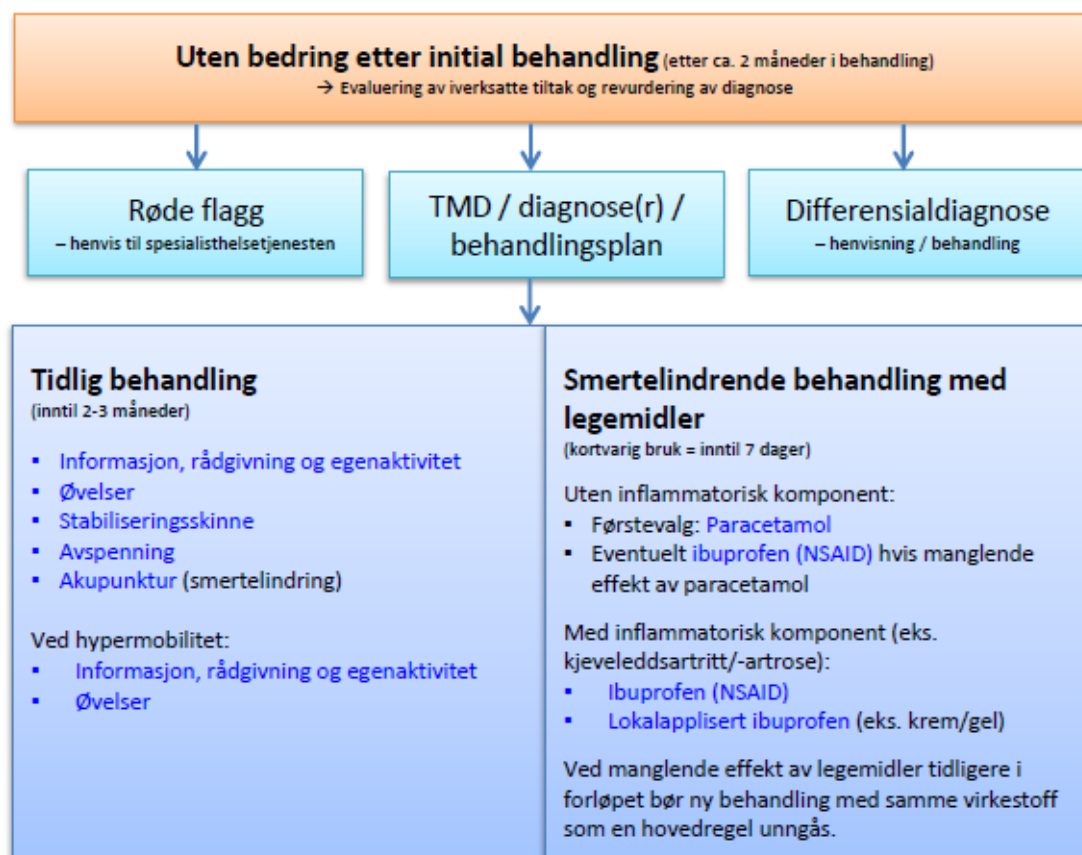 Uten bedring etter initial behandling (etter ca. 2 måneder i behandling)
→ Evaluering av iverksatte tiltak og revurdering av diagnose
Røde flagg
– henvis til spesialisthelsetjenesten
TMD / diagnose(r) /
behandlingsplan
Differensialdiagnose
– henvisning / behandling
Tidlig behandling
(inntil 2-3 måneder)
▪ Informasjon, rådgivning og egenaktivitet
▪ Øvelser
▪ Stabiliseringsskinne
▪ Avspenning
▪ Akupunktur (smertelindring)
Ved hypermobilitet:
▪ Informasjon, rådgivning og egenaktivitet
▪ Øvelser
Smertelindrende behandling med
legemidler
(kortvarig bruk = inntil 7 dager)
Uten inflammatorisk komponent:
▪ Førstevalg: Paracetamol
▪ Eventuelt ibuprofen (NSAID) hvis manglende
effekt av paracetamol
Med inflammatorisk komponent (eks.
kjeveleddsartritt/-artrose):
▪ Ibuprofen (NSAID)
▪ Lokalapplisert ibuprofen (eks. krem/gel)
Ved manglende effekt av legemidler tidligere i
forløpet bør ny behandling med samme virkestoff
som en hovedregel unngås.